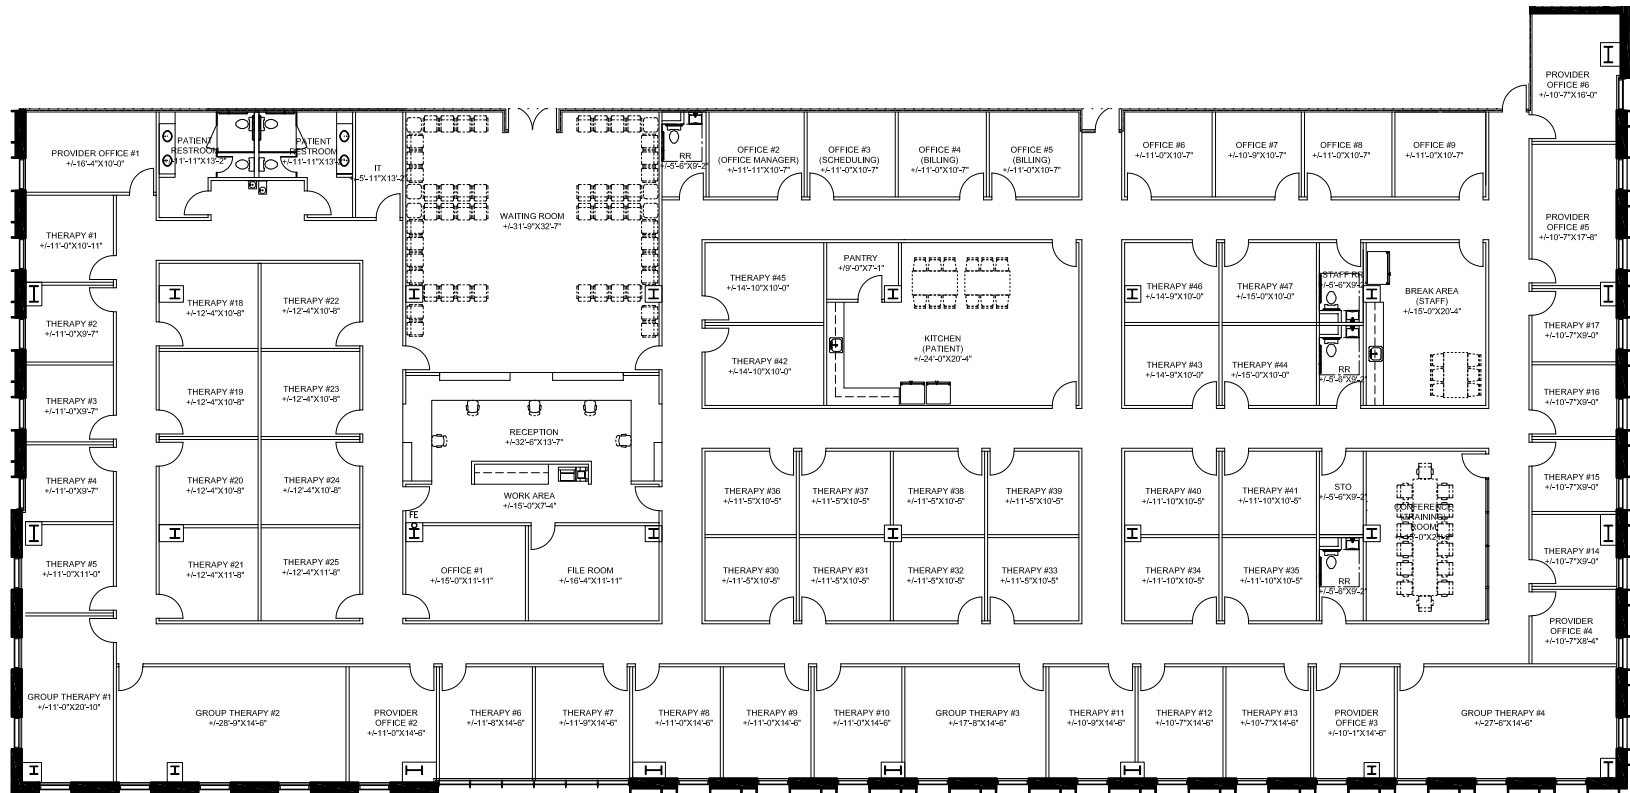 PROVIDER
OFFICE #6
+/-10'-7"X16'-0"
PROVIDER OFFICE #1
+/-16'-4"X10'-0"
PATIENT
RESTROOM
+/-11'-11"X13'-2"
PATIENT
RESTROOM
+/-11'-11"X13'-2"
IT
+/-5'-11"X13'-2"
WAITING ROOM
+/-31'-9"X32'-7"
RR
+/-5'-6"X9'-2"
OFFICE #2
(OFFICE MANAGER)
+/-11'-11"X10'-7"
OFFICE #3
(SCHEDULING)
+/-11'-0"X10'-7"
OFFICE #4
(BILLING)
+/-11'-0"X10'-7"
OFFICE #5
(BILLING)
+/-11'-0"X10'-7"
OFFICE #6
+/-11'-0"X10'-7"
OFFICE #7
+/-10'-9"X10'-7"
OFFICE #8
+/-11'-0"X10'-7"
OFFICE #9
+/-11'-0"X10'-7"
PROVIDER
OFFICE #5
+/-10'-7"X17'-8"
THERAPY #1
+/-11'-0"X10'-11"
THERAPY #2
+/-11'-0"X9'-7"
THERAPY #3
+/-11'-0"X9'-7"
THERAPY #4
+/-11'-0"X9'-7"
THERAPY #5
+/-11'-0"X11'-0"
THERAPY #18
+/-12'-4"X10'-8"
THERAPY #22
+/-12'-4"X10'-8"
THERAPY #19
+/-12'-4"X10'-8"
THERAPY #23
+/-12'-4"X10'-8"
THERAPY #20
+/-12'-4"X10'-8"
THERAPY #24
+/-12'-4"X10'-8"
THERAPY #21
+/-12'-4"X11'-8"
THERAPY #25
+/-12'-4"X11'-8"
RECEPTION
+/-32'-6"X13'-7"
WORK AREA
+/-15'-0"X7'-4"
FE
OFFICE #1
+/-15'-0"X11'-11"
FILE ROOM
+/-16'-4"X11'-11"
THERAPY #45
+/-14'-10"X10'-0"
THERAPY #42
+/-14'-10"X10'-0"
PANTRY
+/9'-0"X7'-1"
KITCHEN
(PATIENT)
+/-24'-0"X20'-4"
THERAPY #46
+/-14'-9"X10'-0"
THERAPY #47
+/-15'-0"X10'-0"
THERAPY #43
+/-14'-9"X10'-0"
THERAPY #44
+/-15'-0"X10'-0"
STAFF RR
+/-5'-6"X9'-2"
RR
+/-5'-6"X9'-2"
BREAK AREA
(STAFF)
+/-15'-0"X20'-4"
THERAPY #17
+/-10'-7"X9'-0"
THERAPY #16
+/-10'-7"X9'-0"
THERAPY #15
+/-10'-7"X9'-0"
THERAPY #14
+/-10'-7"X9'-0"
PROVIDER
OFFICE #4
+/-10'-7"X8'-4"
THERAPY #36
+/-11'-5"X10'-5"
THERAPY #37
+/-11'-5"X10'-5"
THERAPY #38
+/-11'-5"X10'-5"
THERAPY #39
+/-11'-5"X10'-5"
THERAPY #30
+/-11'-5"X10'-5"
THERAPY #31
+/-11'-5"X10'-5"
THERAPY #32
+/-11'-5"X10'-5"
THERAPY #33
+/-11'-5"X10'-5"
THERAPY #40
+/-11'-10"X10'-5"
THERAPY #41
+/-11'-10"X10'-5"
THERAPY #34
+/-11'-10"X10'-5"
THERAPY #35
+/-11'-10"X10'-5"
STO
+/-5'-6"X9'-2"
RR
+/-5'-6"X9'-2"
CONFERENCE
(TRAINING)
ROOM
GROUP THERAPY #1
+/-11'-0"X20'-10"
GROUP THERAPY #2
+/-28'-9"X14'-6"
PROVIDER
OFFICE #2
+/-11'-0"X14'-6"
THERAPY #6
+/-11'-8"X14'-6"
THERAPY #7
+/-11'-9"X14'-6"
THERAPY #8
+/-11'-0"X14'-6"
THERAPY #9
+/-11'-0"X14'-6"
THERAPY #10
+/-11'-0"X14'-6"
GROUP THERAPY #3
+/-17'-8"X14'-6"
THERAPY #11
+/-10'-9"X14'-6"
THERAPY #12
+/-10'-7"X14'-6"
THERAPY #13
+/-10'-7"X14'-6"
PROVIDER
OFFICE #3
+/-10'-1"X14'-6"
GROUP THERAPY #4
+/-27'-6"X14'-6"